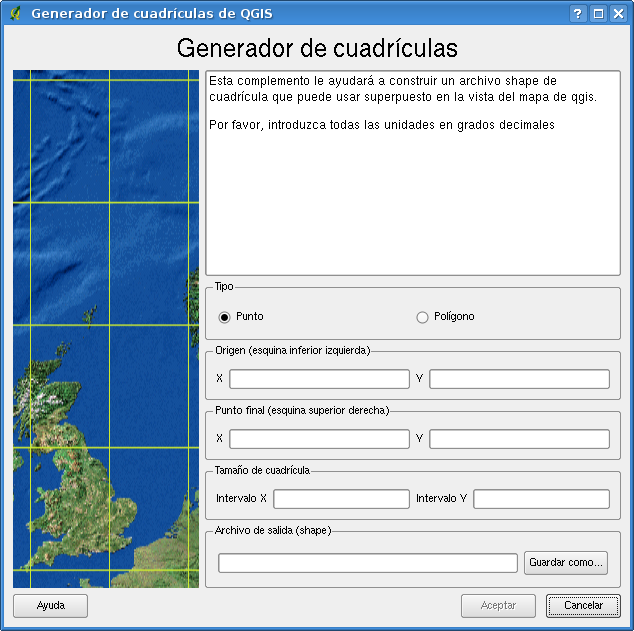 Generador de cuadrículas de QGIS
Generador de cuadrículas
Esta complemento le ayudará a construir un archivo shape de
cuadrícula que puede usar superpuesto en la vista del mapa de qgis.
Por favor, introduzca todas las unidades en grados decimales
Tipo
Punto Polígono
Origen (esquina inferior izquierda)
X Y
Punto final (esquina superior derecha)
X Y
Tamaño de cuadrícula
Intervalo X Intervalo Y
Archivo de salida (shape)
Guardar como...
Ayuda Aceptar Cancelar